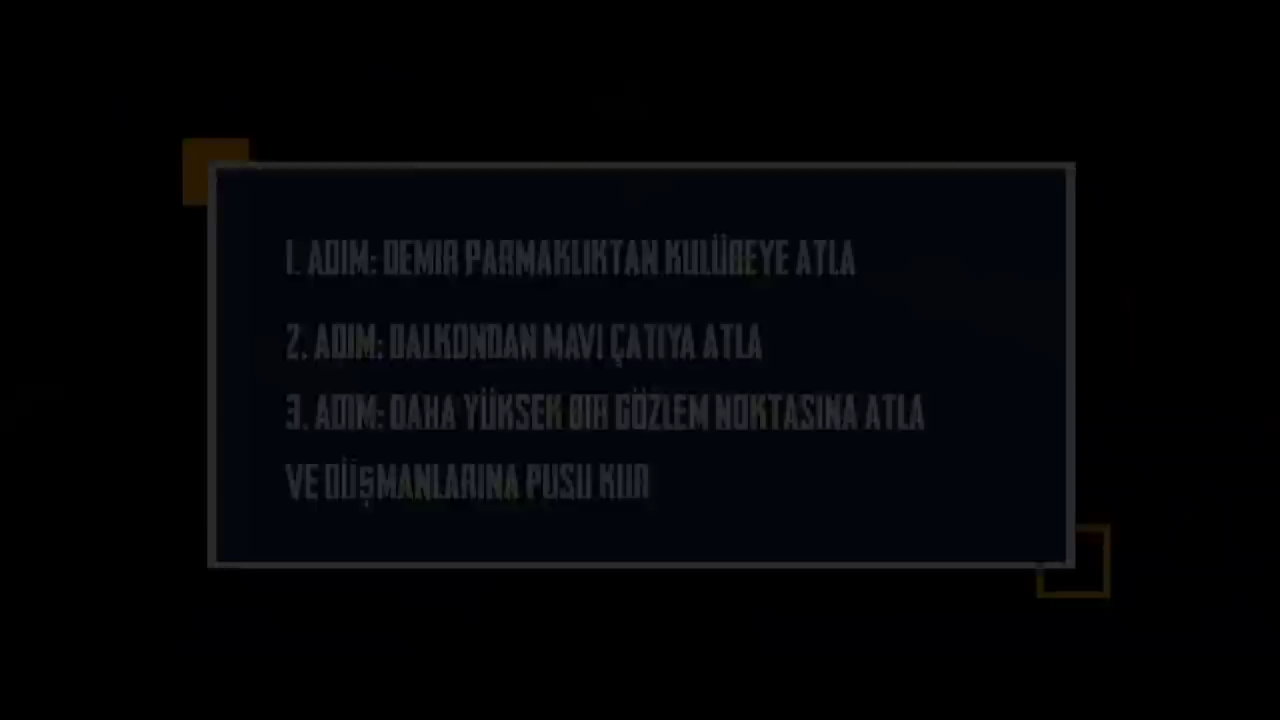 1. ADIM: DEMIR PARMAKLIKTAN KULÜBEYE ATLA
2. ADIM: BALKONDAN MAVI ÇATIYA ATLA
3. ADIM: DAHA YÜKSEK BIR GÖZLEM NOKTASINA ATLA
VE DÜŞMANLARINA PUSU KUR